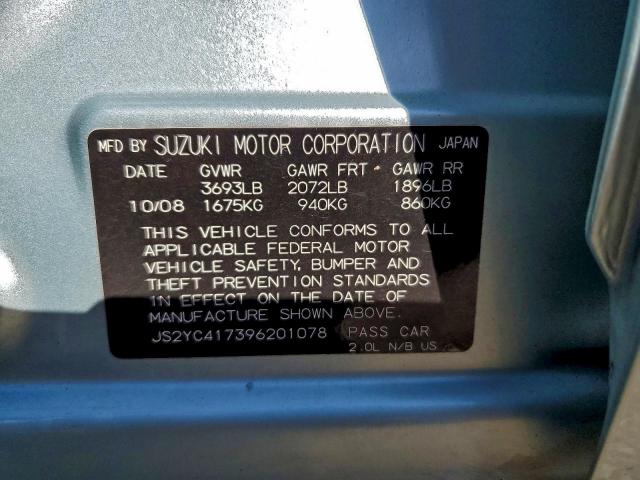 MFD BY SUZUKI MOTOR CORPORATION JAPAN
DATE GVWR GAWR FRT GAWR RR
3693LB 2072LB 1896LB
10/08 1675KG 940KG 860KG
THIS VEHICLE CONFORMS TO ALL
APPLICABLE FEDERAL MOTOR
VEHICLE SAFETY, BUMPER AND
THEFT PREVENTION STANDARDS
IN EFFECT ON THE DATE OF
MANUFACTURE SHOWN ABOVE.
JS2YC417396201078 PASS CAR
2.0L N/B US